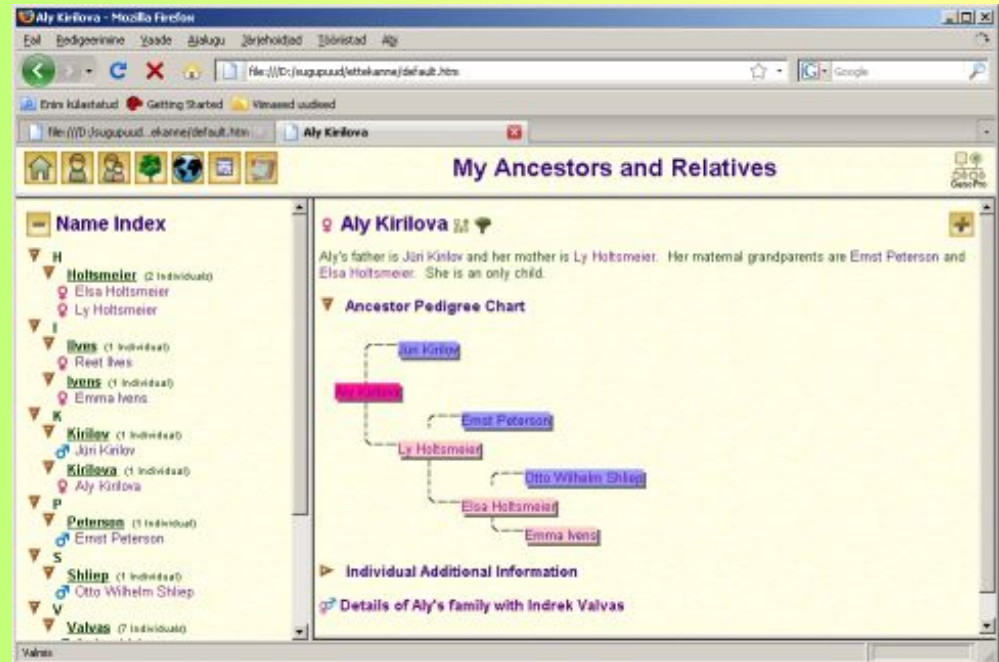 Aly Kirilova - Mozilla Firefox
Fail Redigeerimine Vaade Ajalugu Järjehoidjad Tööriistad Abi
file:///D:/sugupuud/ettekanne/default.htm
Google
Enim külastatud Getting Started Viimased uudised
file:///D:/sugupuud...ekanne/default.htm
Aly Kirilova
My Ancestors and Relatives
GenoPro
Name Index
H
Holtsmeier (2 Individuals)
Elsa Holtsmeier
Ly Holtsmeier
I
Ilves (1 Individual)
Reet Ilves
Ivens (1 Individual)
Emma Ivens
K
Kirilov (1 Individual)
Jüri Kirilov
Kirilova (1 Individual)
Aly Kirilova
P
Peterson (1 Individual)
Ernst Peterson
S
Shliep (1 Individual)
Otto Wilhelm Shliep
V
Valvas (7 Individuals)
Aly Kirilova
Aly's father is Jüri Kirilov and her mother is Ly Holtsmeier. Her maternal grandparents are Ernst Peterson and
Elsa Holtsmeier. She is an only child.
Ancestor Pedigree Chart
Jüri Kirilov
Aly Kirilova
Ernst Peterson
Ly Holtsmeier
Otto Wilhelm Shliep
Elsa Holtsmeier
Emma Ivens
Individual Additional Information
Details of Aly's family with Indrek Valvas
Valmis